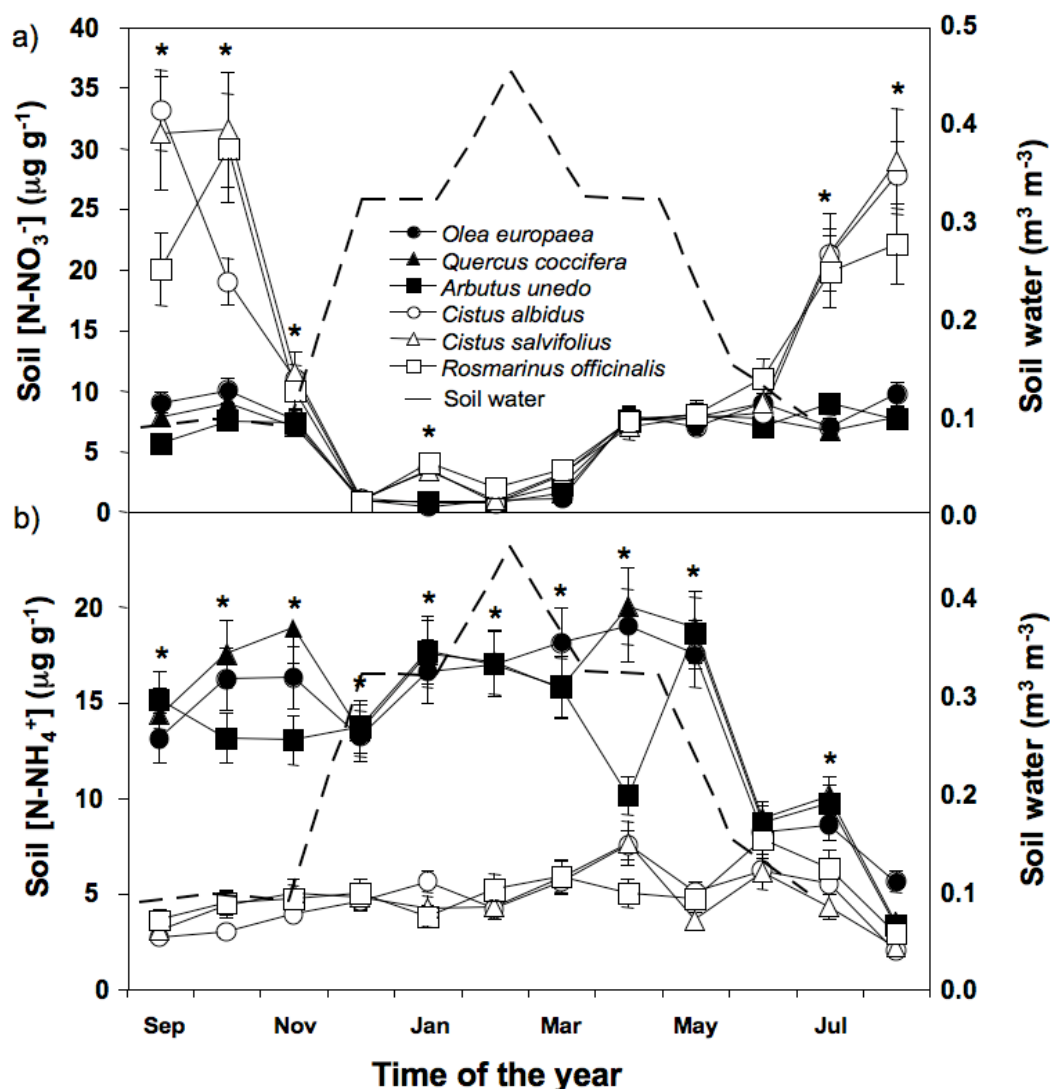 a)
40
35
30
25
20
15
10
5
0
Soil [N-NO₃⁻] (μg g⁻¹)
* * * * * *
0.5
0.4
0.3
0.2
0.1
0.0
Soil water (m³ m⁻³)
Olea europaea
Quercus coccifera
Arbutus unedo
Cistus albidus
Cistus salvifolius
Rosmarinus officinalis
Soil water
b)
20
15
10
5
0
Soil [N-NH₄⁺] (μg g⁻¹)
* * * * * * * * * *
0.4
0.3
0.2
0.1
0.0
Soil water (m³ m⁻³)
Sep Nov Jan Mar May Jul
Time of the year